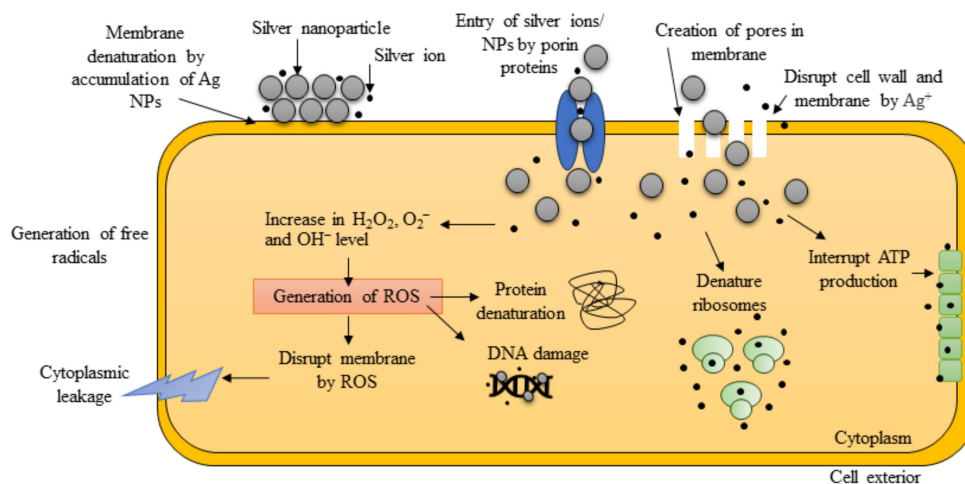 Membrane
denaturation by
accumulation of Ag
NPs
Silver nanoparticle
Silver ion
Entry of silver ions/
NPs by porin
proteins
Creation of pores in
membrane
Disrupt cell wall and
membrane by Ag⁺
Generation of free
radicals
Increase in H₂O₂, O₂⁻
and OH⁻ level
Generation of ROS
Protein
denaturation
Denature
ribosomes
Interrupt ATP
production
Disrupt membrane
by ROS
DNA damage
Cytoplasmic
leakage
Cytoplasm
Cell exterior